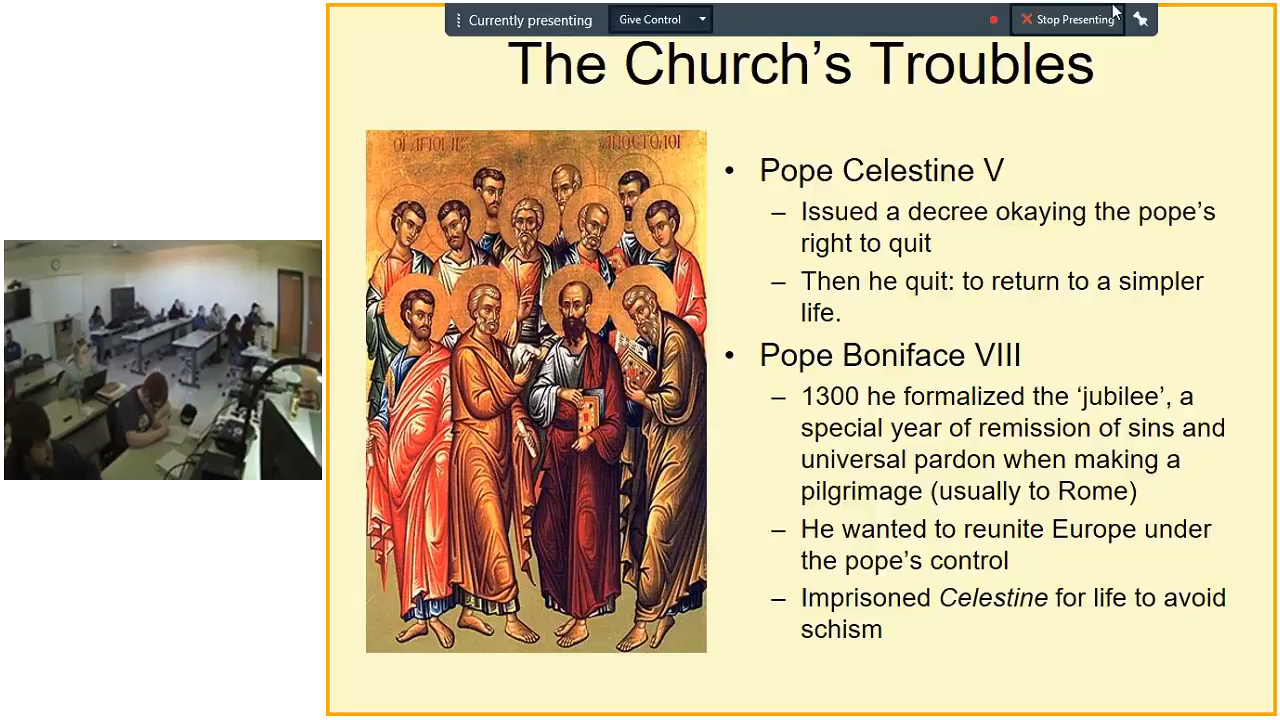 Currently presenting
Give Control
Stop Presenting
The Church's Troubles
ΑΠΟCΤΟΛΟΙ
• Pope Celestine V
– Issued a decree okaying the pope's
right to quit
– Then he quit: to return to a simpler
life.
• Pope Boniface VIII
– 1300 he formalized the ‘jubilee’, a
special year of remission of sins and
universal pardon when making a
pilgrimage (usually to Rome)
– He wanted to reunite Europe under
the pope's control
– Imprisoned Celestine for life to avoid
schism